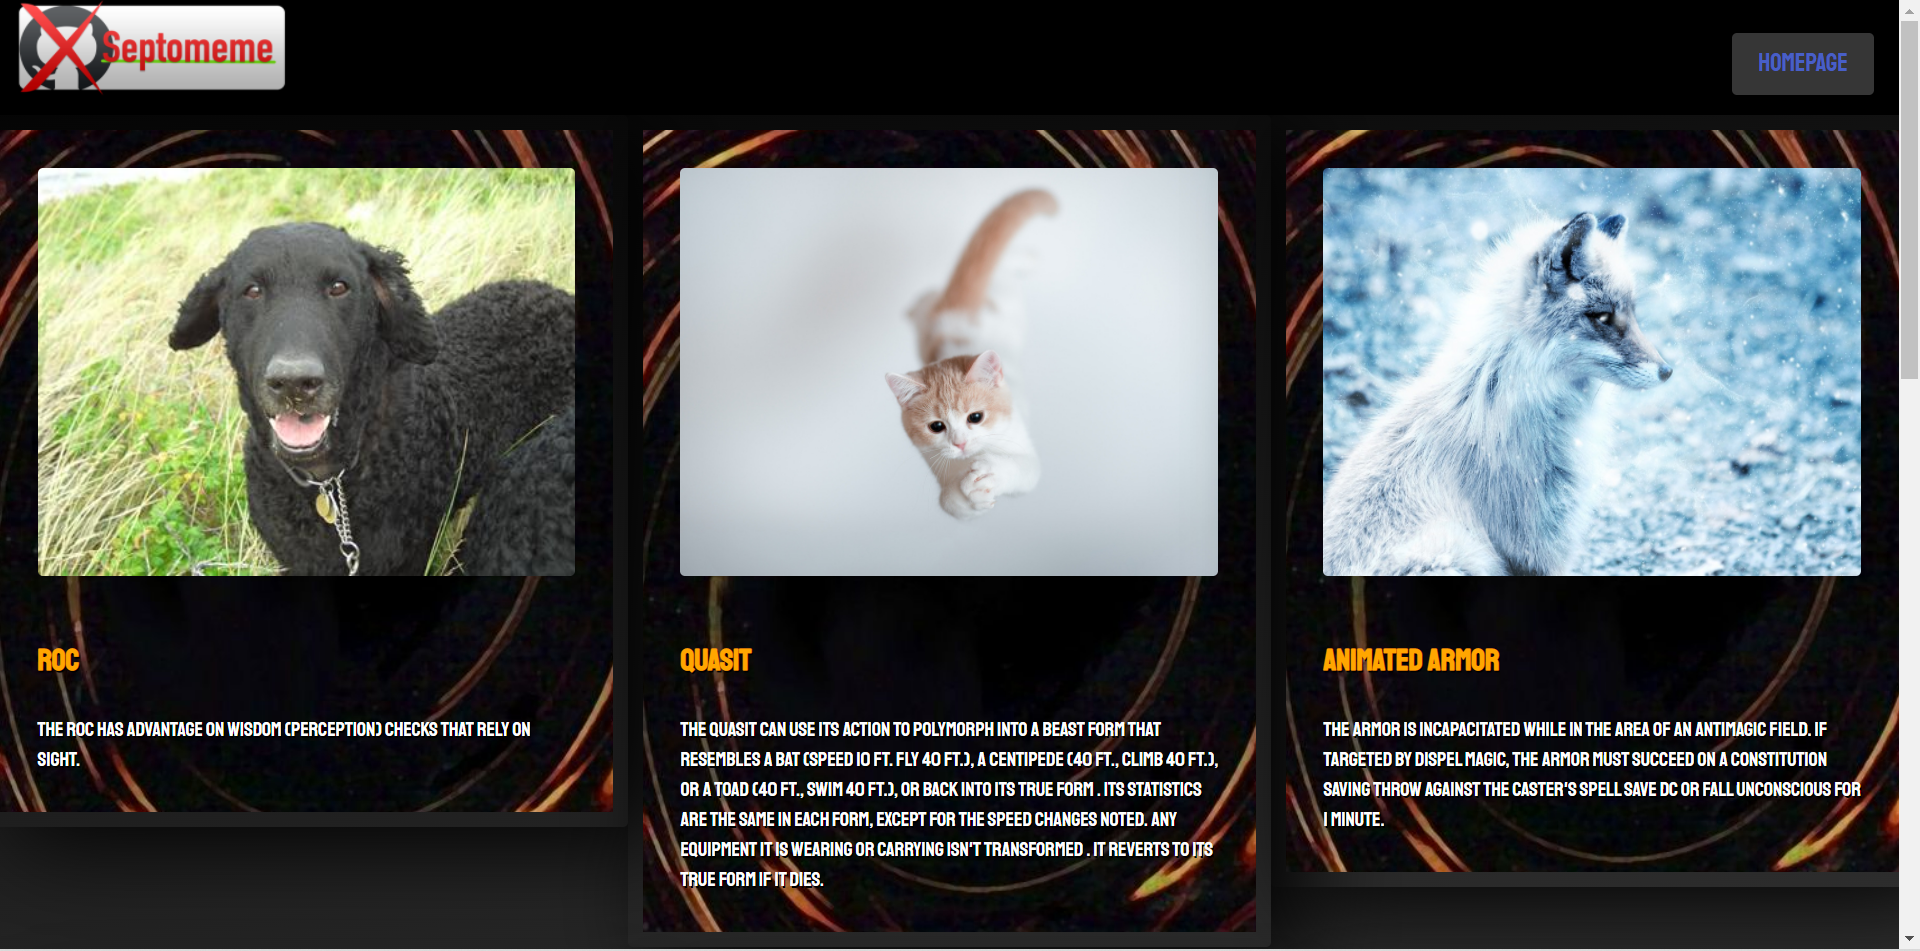 Septomeme
HOMEPAGE
ROC
THE ROC HAS ADVANTAGE ON WISDOM (PERCEPTION) CHECKS THAT RELY ON
SIGHT.
QUASIT
THE QUASIT CAN USE ITS ACTION TO POLYMORPH INTO A BEAST FORM THAT
RESEMBLES A BAT (SPEED 10 FT. FLY 40 FT.), A CENTIPEDE (40 FT., CLIMB 40 FT.),
OR A TOAD (40 FT., SWIM 40 FT.), OR BACK INTO ITS TRUE FORM . ITS STATISTICS
ARE THE SAME IN EACH FORM, EXCEPT FOR THE SPEED CHANGES NOTED. ANY
EQUIPMENT IT IS WEARING OR CARRYING ISN'T TRANSFORMED . IT REVERTS TO ITS
TRUE FORM IF IT DIES.
ANIMATED ARMOR
THE ARMOR IS INCAPACITATED WHILE IN THE AREA OF AN ANTIMAGIC FIELD. IF
TARGETED BY DISPEL MAGIC, THE ARMOR MUST SUCCEED ON A CONSTITUTION
SAVING THROW AGAINST THE CASTER'S SPELL SAVE DC OR FALL UNCONSCIOUS FOR
1 MINUTE.